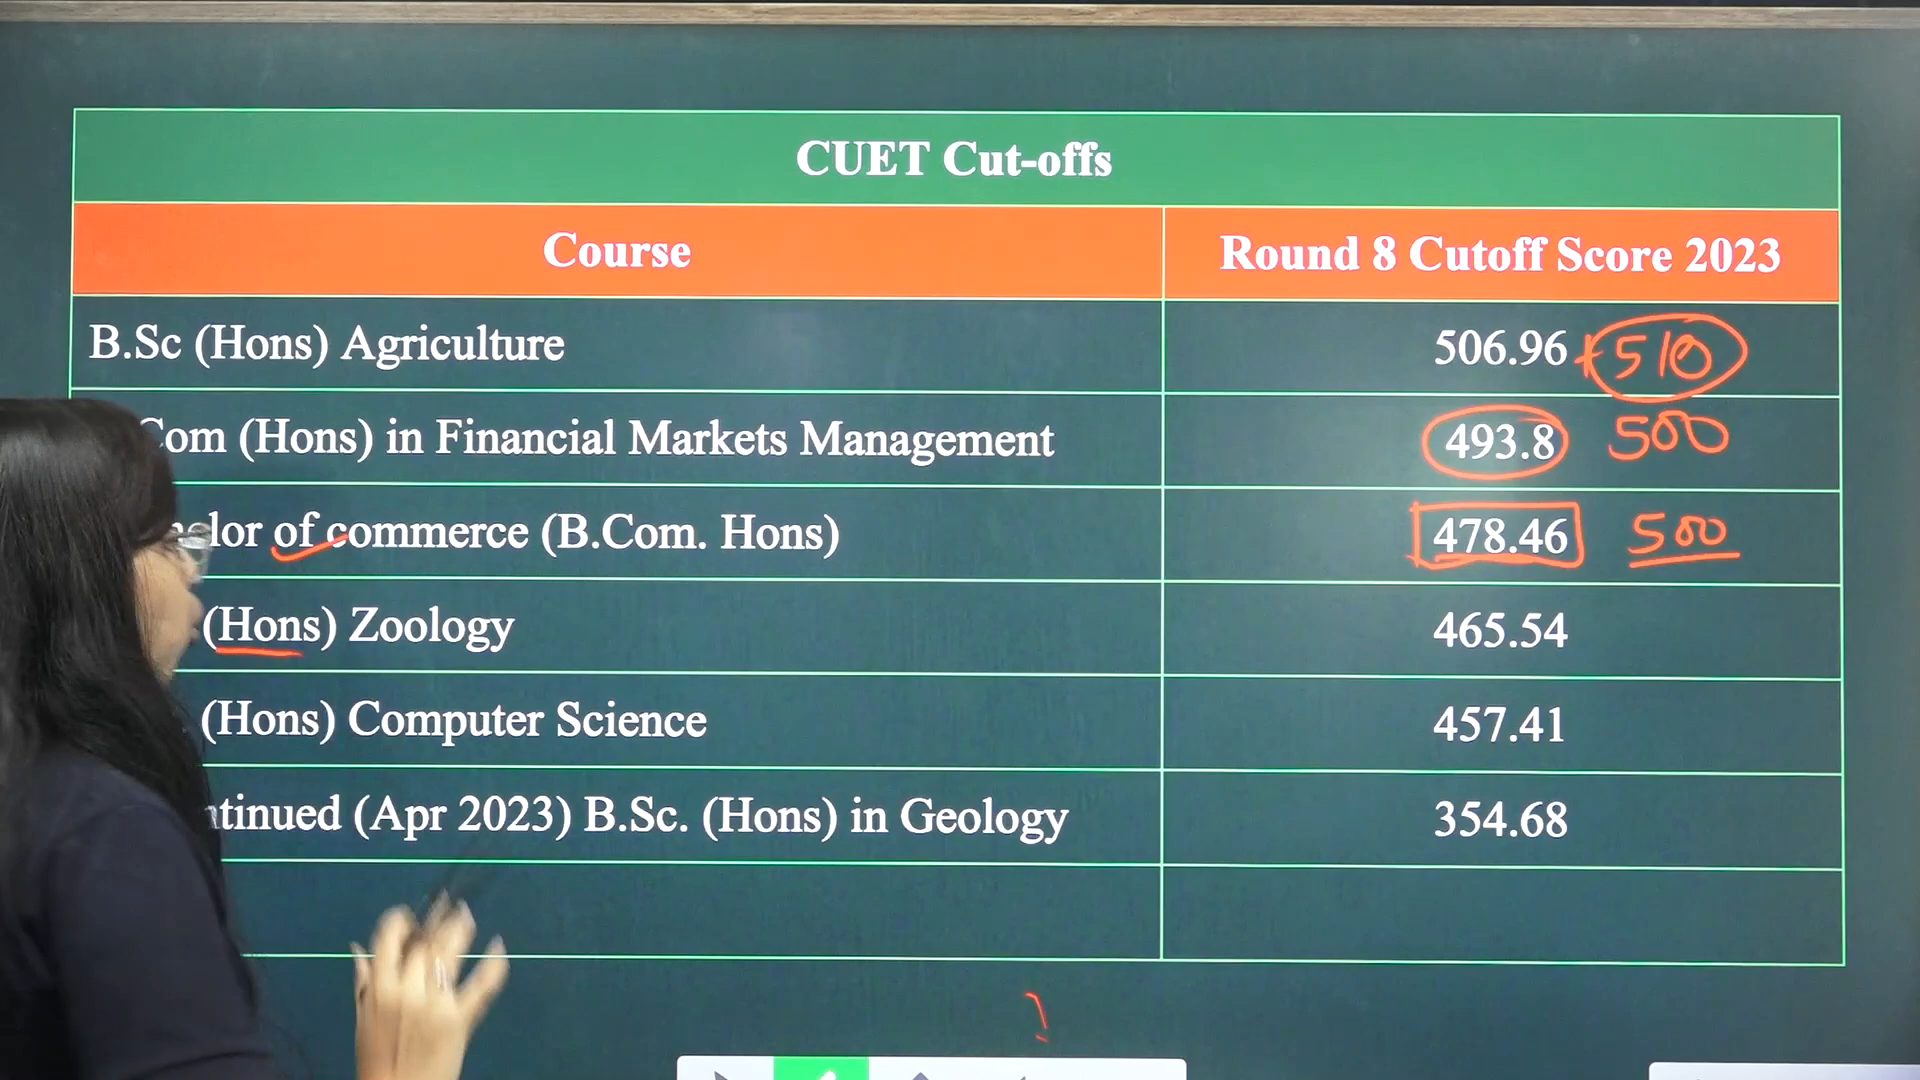 CUET Cut-offs
Course Round 8 Cutoff Score 2023
B.Sc (Hons) Agriculture 506.96 510
Com (Hons) in Financial Markets Management 493.8 500
lor of commerce (B.Com. Hons) 478.46 500
(Hons) Zoology 465.54
(Hons) Computer Science 457.41
ntinued (Apr 2023) B.Sc. (Hons) in Geology 354.68